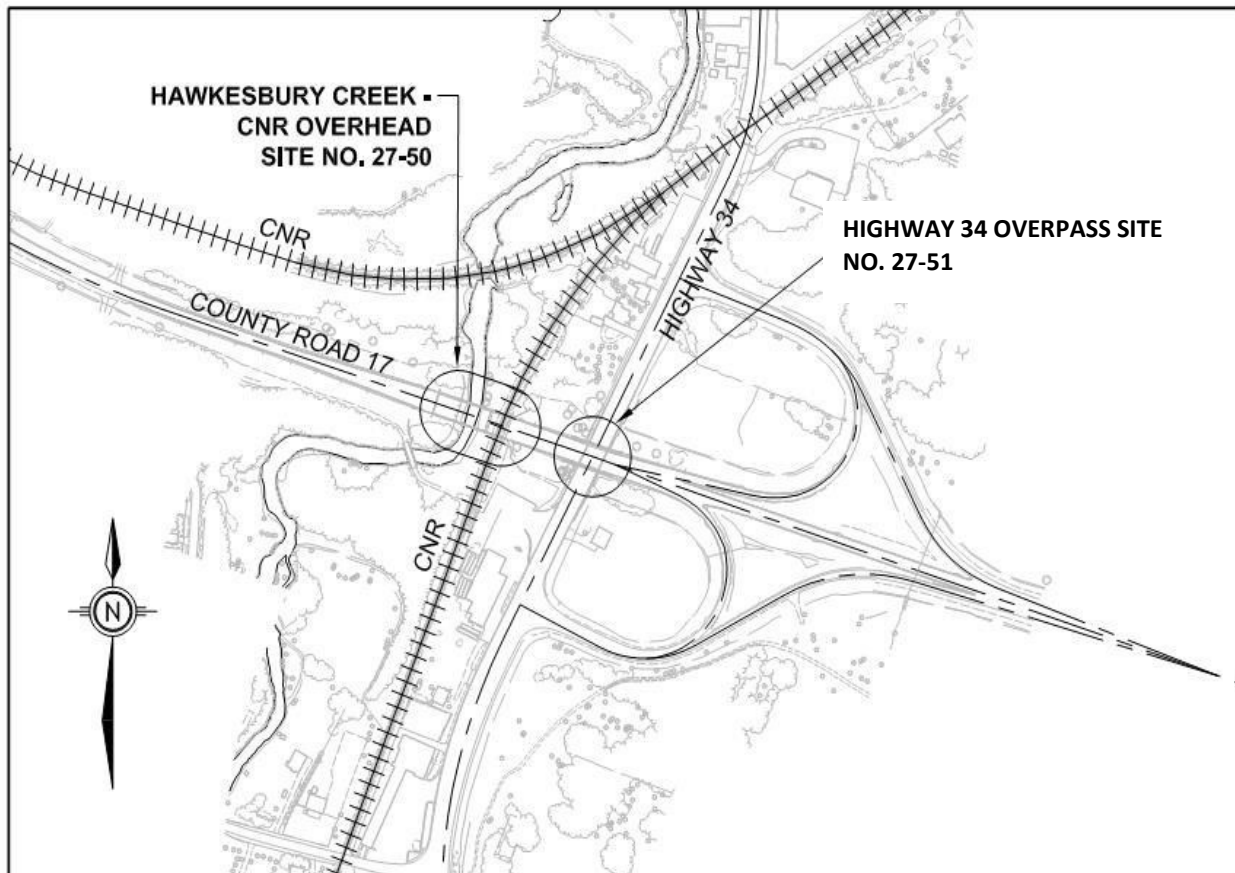 HAWKESBURY CREEK -
CNR OVERHEAD
SITE NO. 27-50
CNR
COUNTY ROAD 17
HIGHWAY 34
HIGHWAY 34 OVERPASS SITE
NO. 27-51
CNR
N